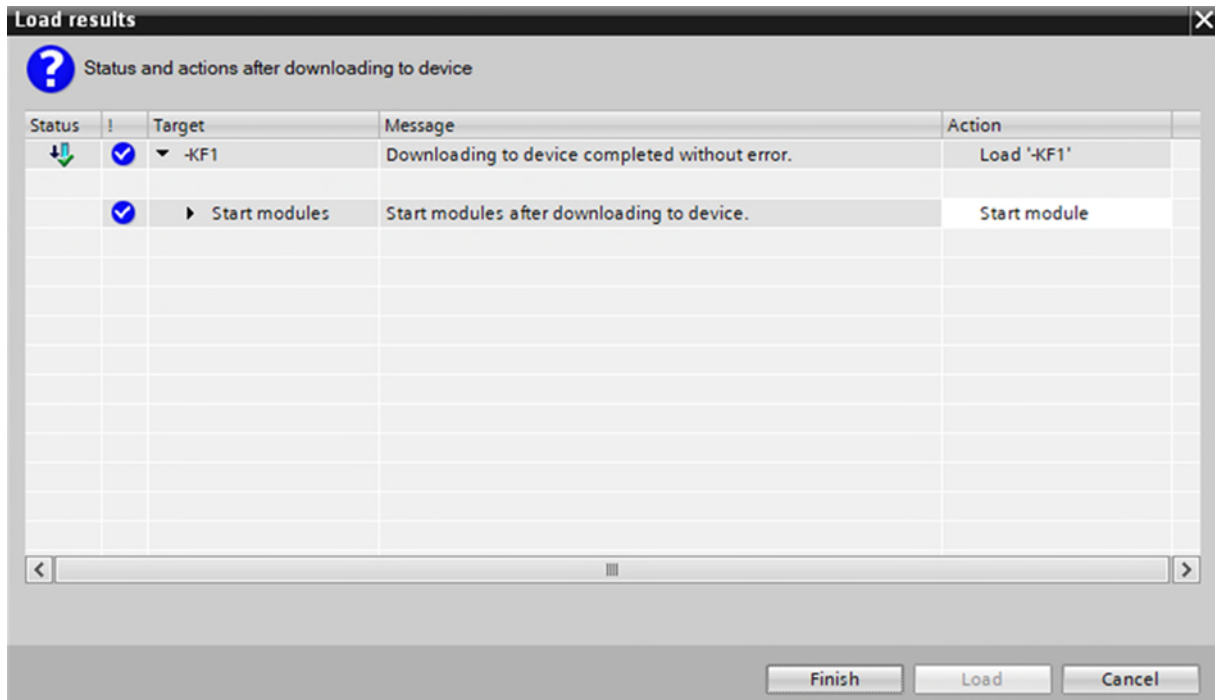 Load results
Status and actions after downloading to device
Status ! Target Message Action
-KF1 Downloading to device completed without error. Load '-KF1'
Start modules Start modules after downloading to device. Start module
Finish Load Cancel